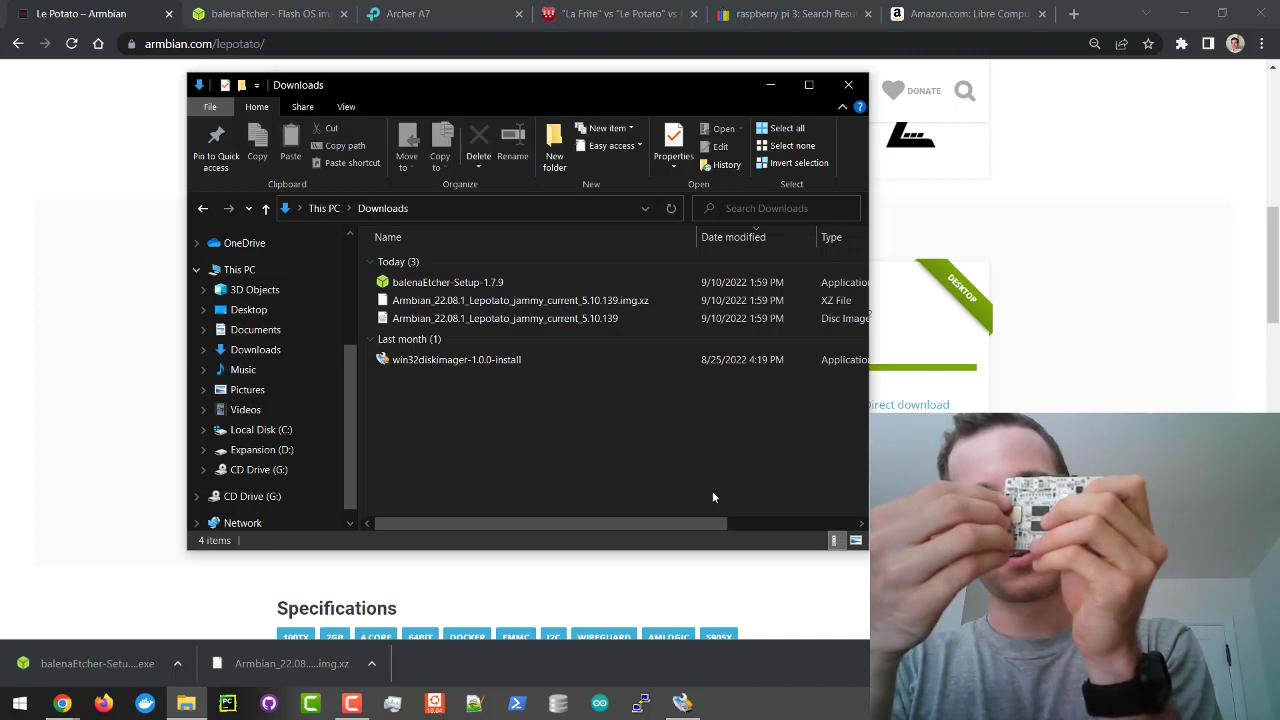 Le Potato – Armbian
balenaEtcher - Flash OS im
Archer A7
"La Frite" vs "Le Potato" vs
raspberry pi 3: Search Resu
Amazon.com: Libre Compu
armbian.com/lepotato/
DONATE
Downloads
File
Home
Share
View
Pin to Quick access
Copy
Paste
Cut
Copy path
Paste shortcut
Move to
Copy to
Delete
Rename
New folder
New item
Easy access
Properties
Open
Edit
History
Select all
Select none
Invert selection
Clipboard
Organize
New
Open
Select
This PC
Downloads
Search Downloads
Name
Date modified
Type
OneDrive
This PC
3D Objects
Desktop
Documents
Downloads
Music
Pictures
Videos
Local Disk (C:)
Expansion (D:)
CD Drive (G:)
CD Drive (G:)
Network
Today (3)
balenaEtcher-Setup-1.7.9 9/10/2022 1:59 PM Applicatio
Armbian_22.08.1_Lepotato_jammy_current_5.10.139.img.xz 9/10/2022 1:59 PM XZ File
Armbian_22.08.1_Lepotato_jammy_current_5.10.139 9/10/2022 1:59 PM Disc Image
Last month (1)
win32diskimager-1.0.0-install 8/25/2022 4:19 PM Applicatio
4 items
DESKTOP
Direct download
Specifications
100TX 2GB 4 CORE 64BIT DOCKER EMMC I2C WIREGUARD AMLOGIC S905X
balenaEtcher-Setu....exe
Armbian_22.08.....img.xz
PC
18.04